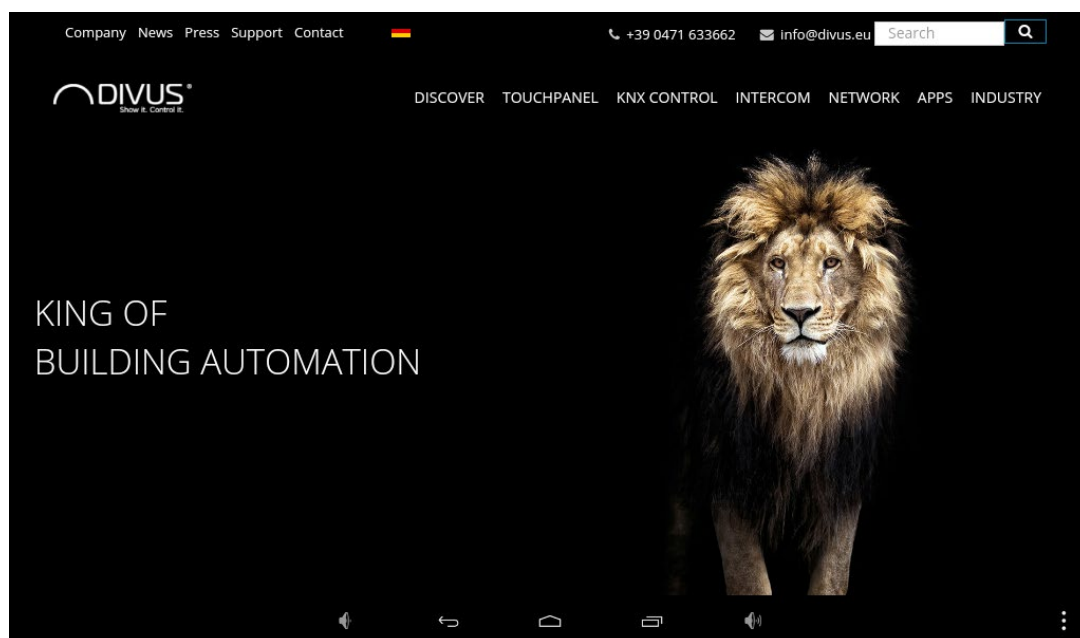 Company News Press Support Contact
+39 0471 633662 info@divus.eu Search
DIVUS®
Show it. Control it.
DISCOVER TOUCHPANEL KNX CONTROL INTERCOM NETWORK APPS INDUSTRY
KING OF
BUILDING AUTOMATION